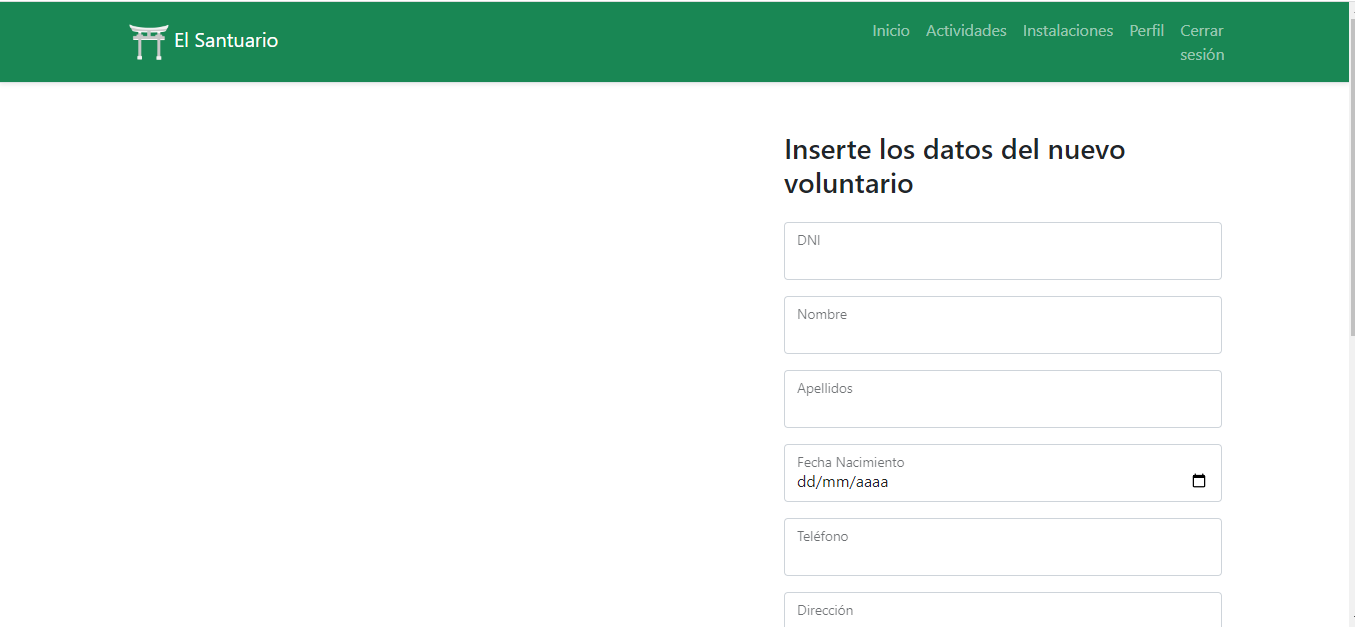 El Santuario
Inicio Actividades Instalaciones Perfil Cerrar sesión
Inserte los datos del nuevo
voluntario
DNI
Nombre
Apellidos
Fecha Nacimiento
dd/mm/aaaa
Teléfono
Dirección